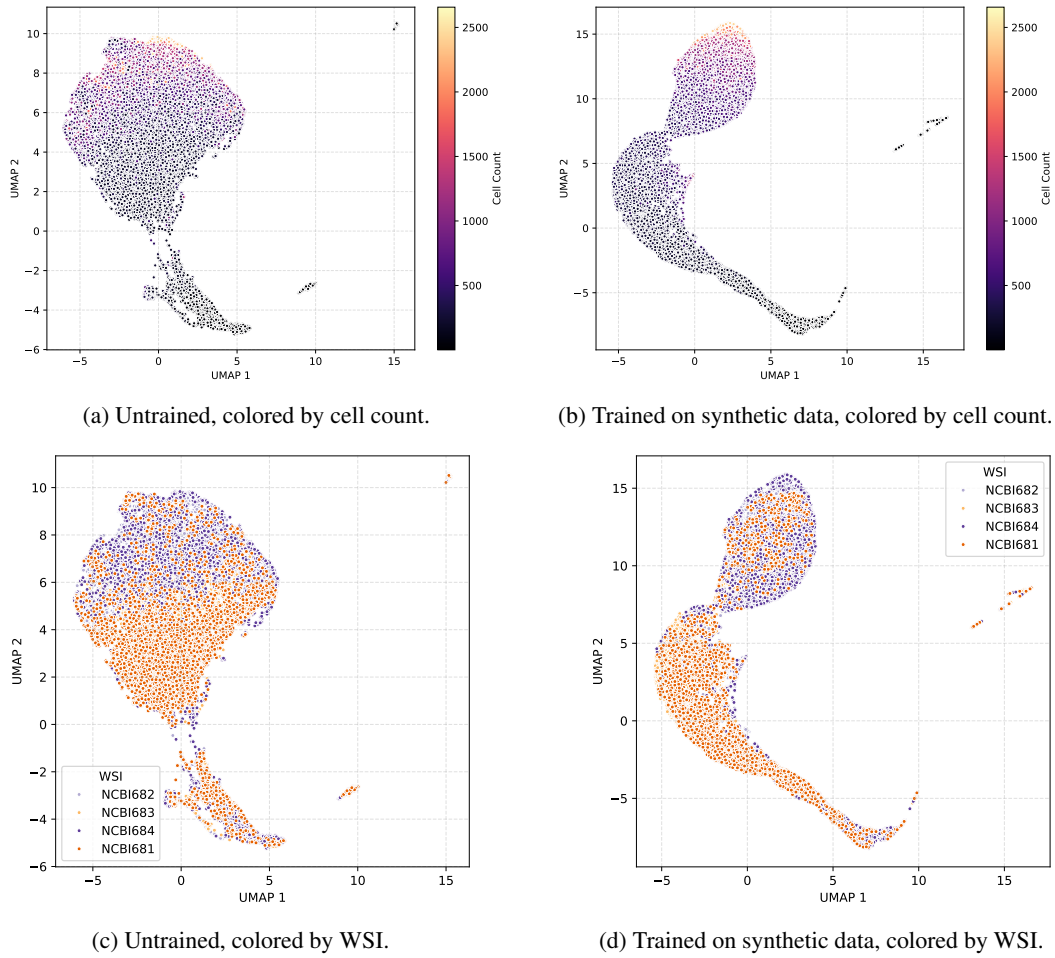 10
8
6
4
2
0
−2
−4
−6
UMAP 2
−5
0
5
10
15
UMAP 1
2500
2000
1500
1000
500
Cell Count
(a) Untrained, colored by cell count.
15
10
5
0
−5
UMAP 2
−5
0
5
10
15
UMAP 1
2500
2000
1500
1000
500
Cell Count
(b) Trained on synthetic data, colored by cell count.
10
8
6
4
2
0
−2
−4
−6
UMAP 2
WSI
NCBI682
NCBI683
NCBI684
NCBI681
−5
0
5
10
15
UMAP 1
(c) Untrained, colored by WSI.
WSI
NCBI682
NCBI683
NCBI684
NCBI681
15
10
5
0
−5
UMAP 2
−5
0
5
10
15
UMAP 1
(d) Trained on synthetic data, colored by WSI.